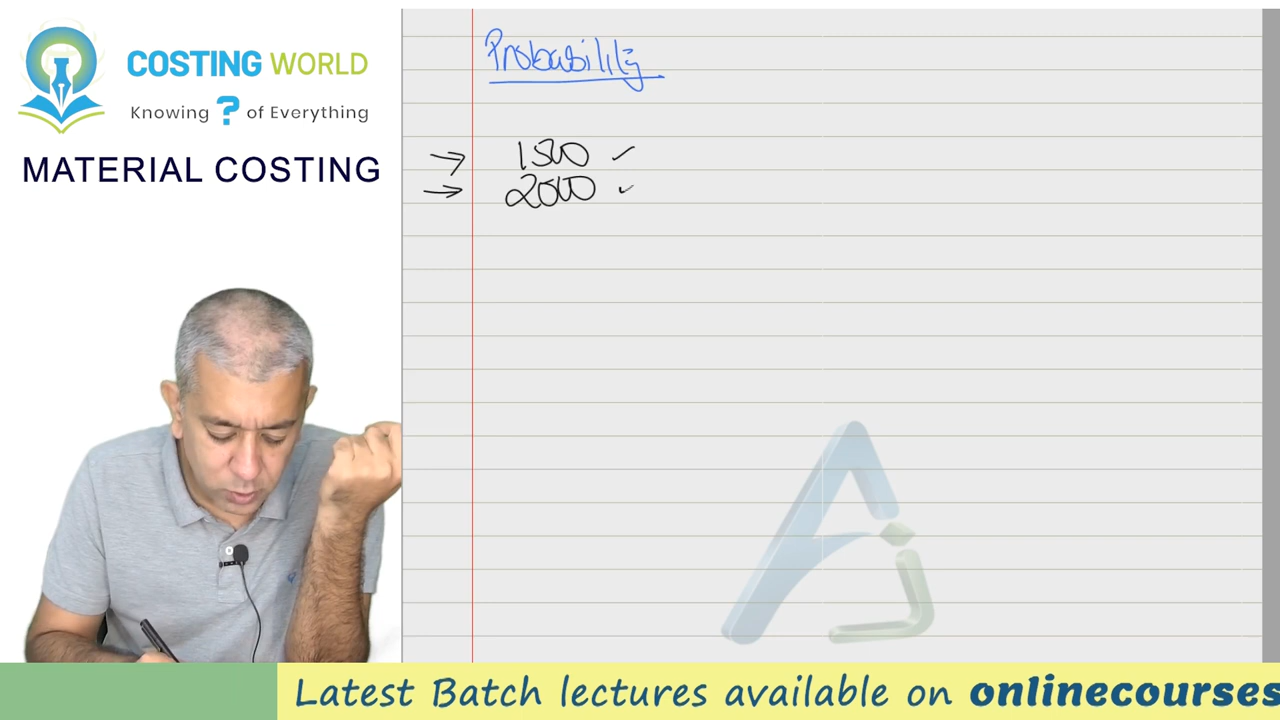 COSTING WORLD
Knowing ? of Everything
MATERIAL COSTING
Probability
→ 1500 ✓
→ 2000 ✓
Latest Batch lectures available on onlinecourses